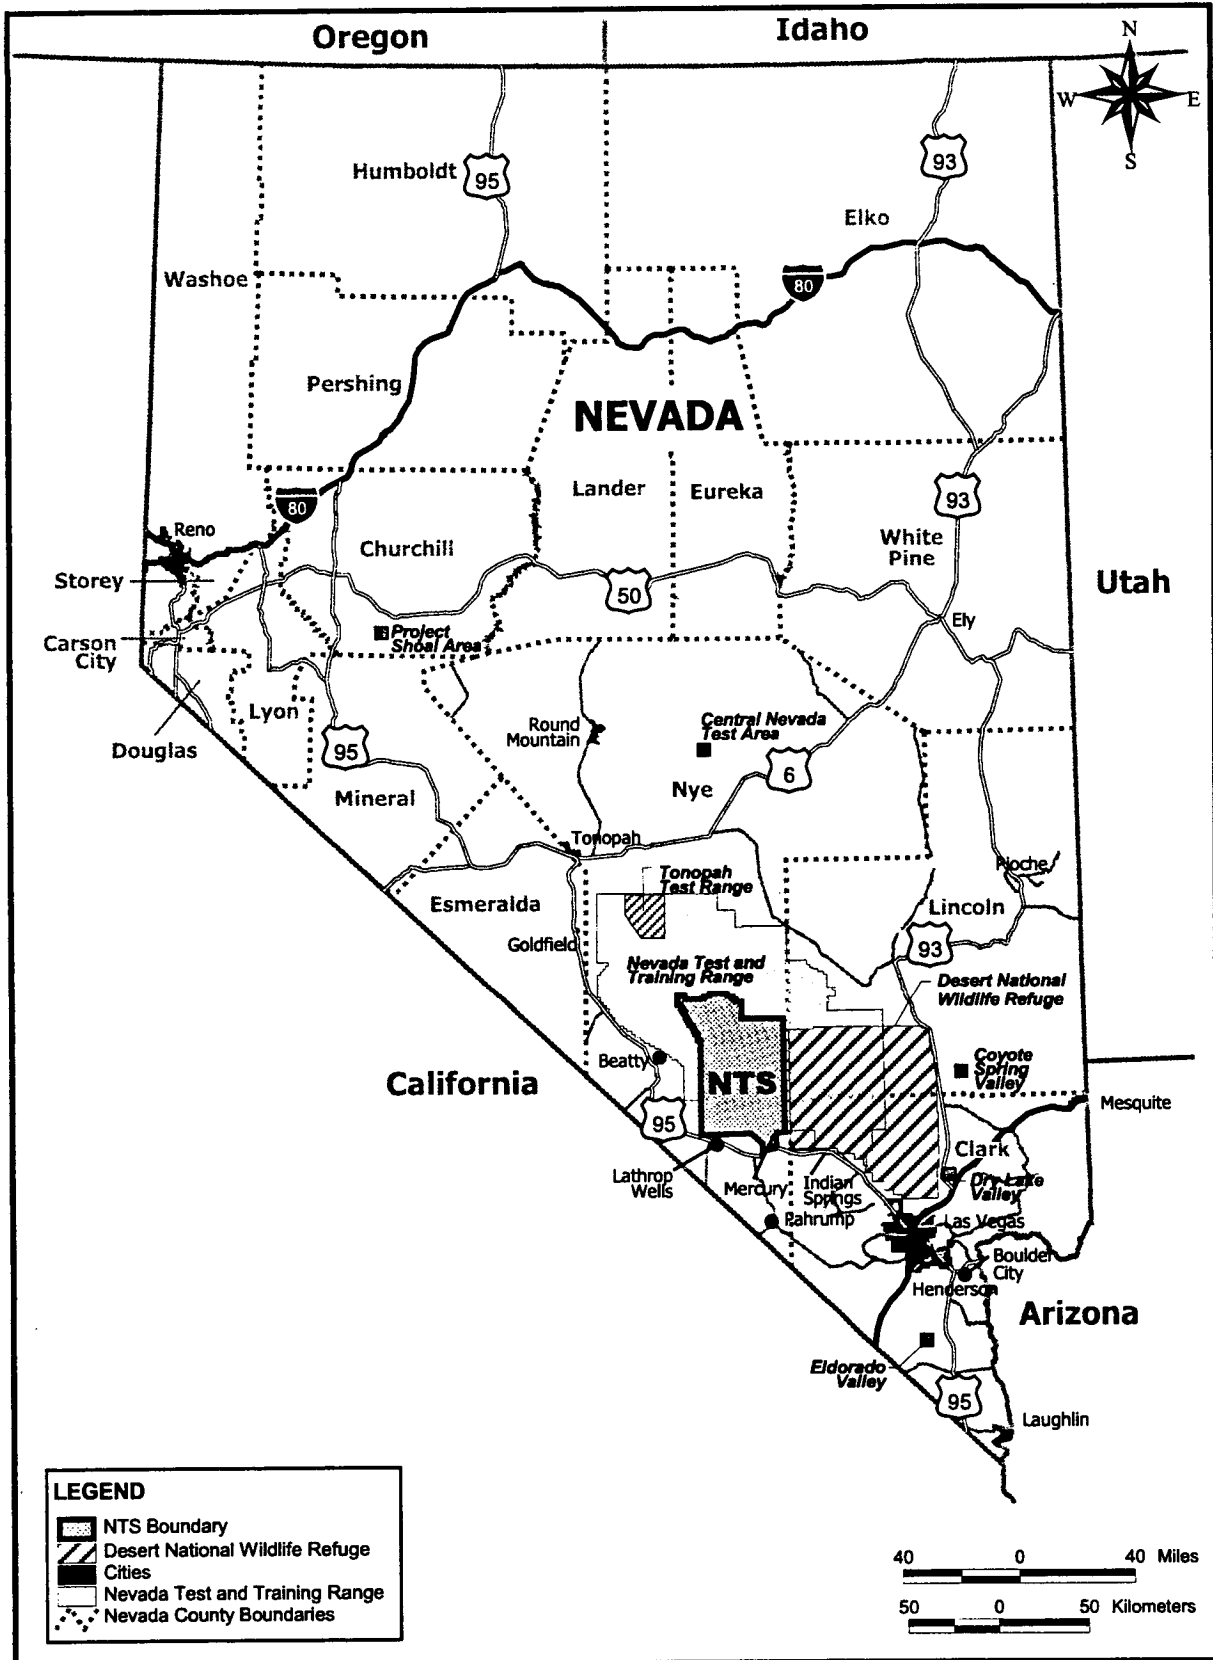 Oregon
Idaho
N
W
E
S
Humboldt
95
93
Elko
Washoe
80
Pershing
NEVADA
Lander
Eureka
93
80
Reno
Churchill
White
Pine
Storey
50
Utah
Ely
Carson
City
Project
Shoal Area
Lyon
Round
Mountain
Central Nevada
Test Area
Douglas
95
6
Mineral
Nye
Tonopah
Pioche
Tonopah
Test Range
Esmeralda
Lincoln
Goldfield
93
Nevada Test and
Training Range
Desert National
Wildlife Refuge
Beatty
Coyote
Spring
Valley
California
NTS
Mesquite
95
Clark
Lathrop
Wells
Mercury
Indian
Springs
Dry Lake
Valley
Pahrump
Las Vegas
Boulder
City
Henderson
Arizona
Eldorado
Valley
95
Laughlin
LEGEND
NTS Boundary
Desert National Wildlife Refuge
Cities
Nevada Test and Training Range
Nevada County Boundaries
40 0 40 Miles
50 0 50 Kilometers